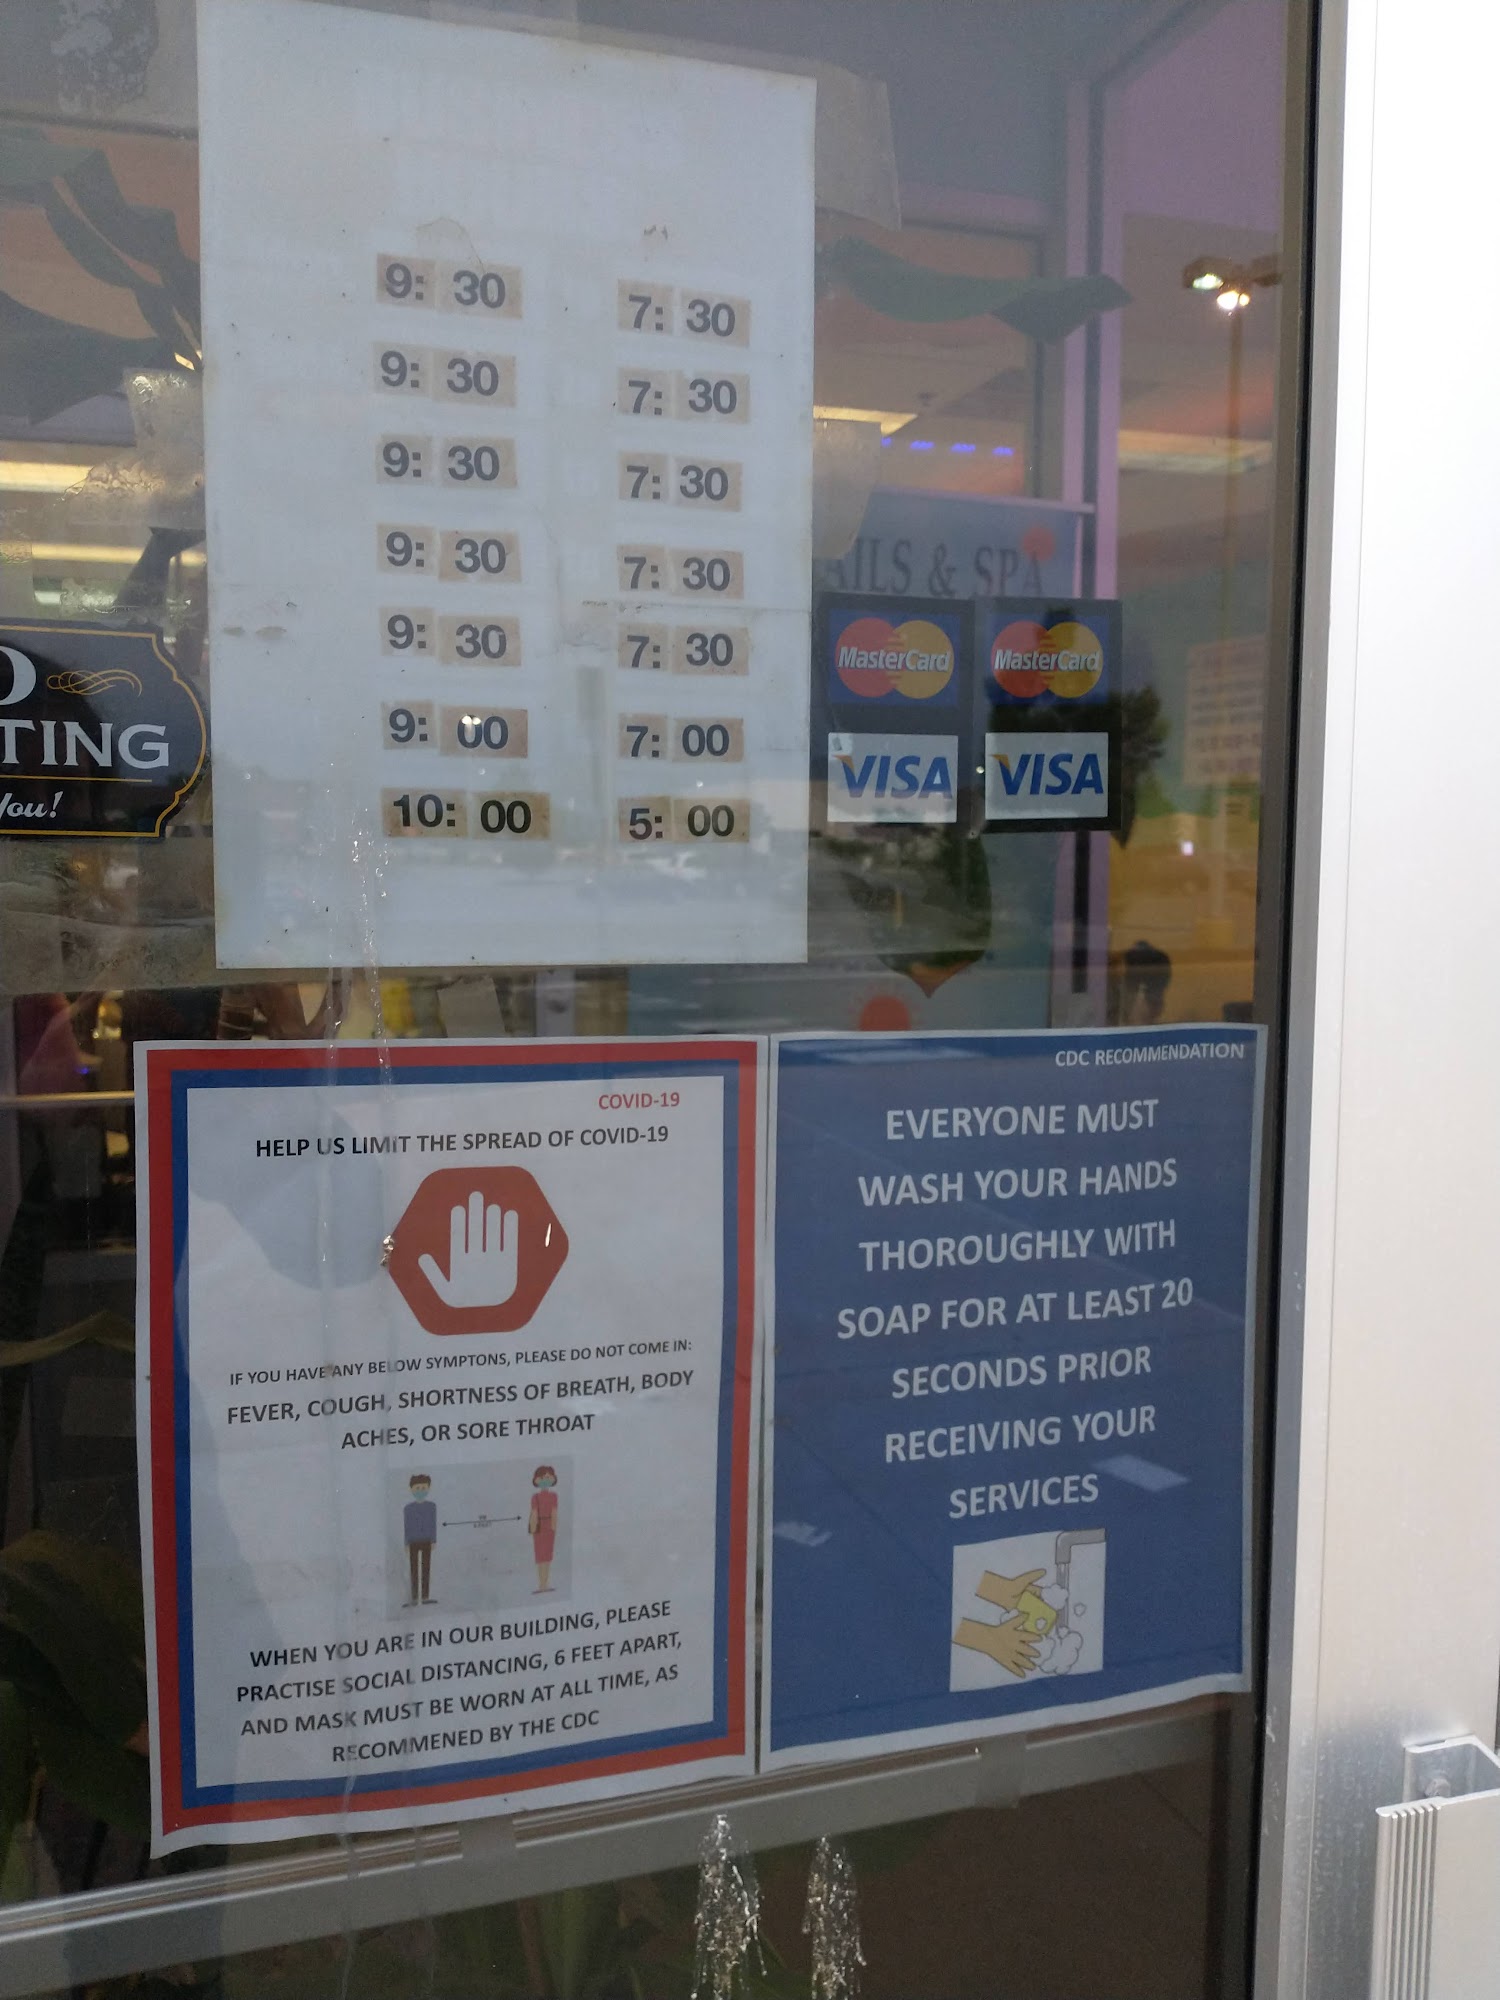 9: 30 7: 30
9: 30 7: 30
9: 30 7: 30
9: 30 7: 30
9: 30 7: 30
9: 00 7: 00
10: 00 5: 00
AILS & SPA
MasterCard MasterCard
VISA VISA
O
TING
You!
COVID-19
HELP US LIMIT THE SPREAD OF COVID-19
IF YOU HAVE ANY BELOW SYMPTONS, PLEASE DO NOT COME IN:
FEVER, COUGH, SHORTNESS OF BREATH, BODY
ACHES, OR SORE THROAT
WHEN YOU ARE IN OUR BUILDING, PLEASE
PRACTISE SOCIAL DISTANCING, 6 FEET APART,
AND MASK MUST BE WORN AT ALL TIME, AS
RECOMMENED BY THE CDC
CDC RECOMMENDATION
EVERYONE MUST
WASH YOUR HANDS
THOROUGHLY WITH
SOAP FOR AT LEAST 20
SECONDS PRIOR
RECEIVING YOUR
SERVICES